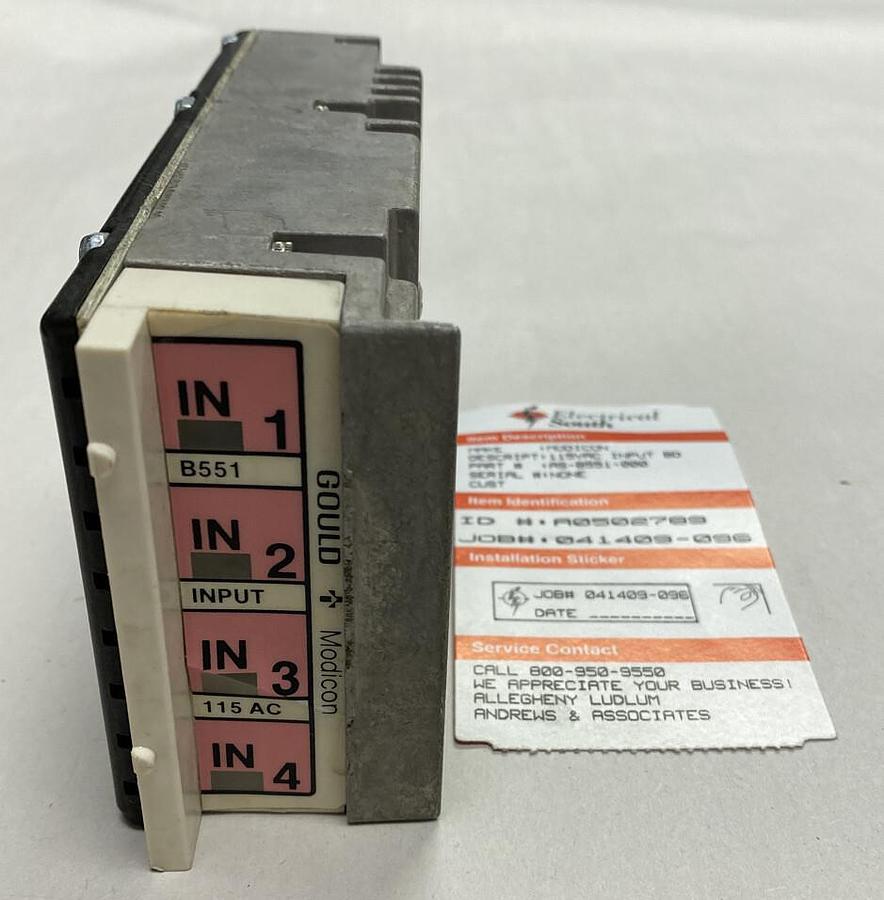 IN 1
B551
IN 2
INPUT
IN 3
115 AC
IN 4
GOULD Modicon
Electrical
South
Item Description
MAKE :MODICON
DESCRIPT:115VAC INPUT BD
PART # :AS-B551-000
SERIAL #:NONE
CUST
Item Identification
ID #:A0502789
JOB#:041409-096
Installation Sticker
JOB# 041409-096
DATE
Service Contact
CALL 800-950-9550
WE APPRECIATE YOUR BUSINESS!
ALLEGHENY LUDLUM
ANDREWS & ASSOCIATES